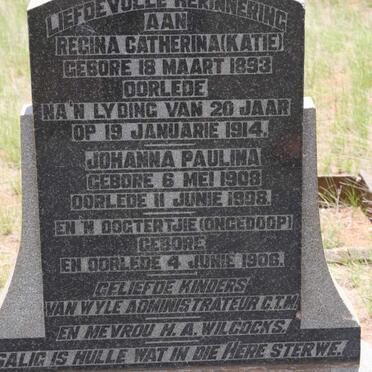 LIEFDEVOLLE HERINNERING
AAN
REGINA CATHERINA (KATIE)
GEBORE 18 MAART 1893
OORLEDE
NA'N LYDING VAN 20 JAAR
OP 19 JANUARIE 1914.
JOHANNA PAULINA
GEBORE 6 MEI 1908
OORLEDE 11 JUNIE 1908.
EN 'N DOGTERTJIE (ONGEDOOP)
GEBORE
EN OORLEDE 4 JUNIE 1906.
GELIEFDE KINDERS
VAN WYLE ADMINISTRATEUR C.T.M.
EN MEVROU H.A. WILCOCKS.
SALIG IS HULLE WAT IN DIE HERE STERWE.